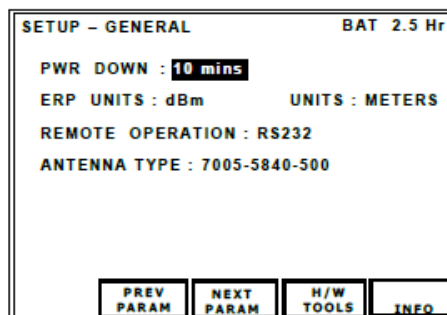 SETUP – GENERAL BAT 2.5 Hr
PWR DOWN : 10 mins
ERP UNITS : dBm UNITS : METERS
REMOTE OPERATION : RS232
ANTENNA TYPE : 7005-5840-500
PREV PARAM NEXT PARAM H/W TOOLS INFO